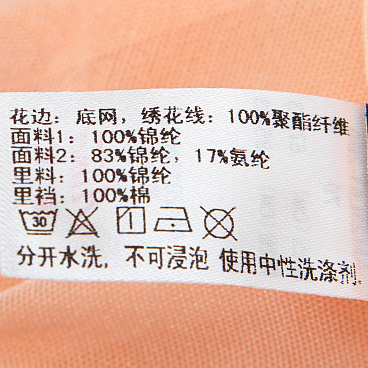 花边：底网，绣花线：100%聚酯纤维
面料1：100%锦纶
面料2：83%锦纶，17%氨纶
里料：100%锦纶
里裆：100%棉
30
分开水洗，不可浸泡 使用中性洗涤剂.